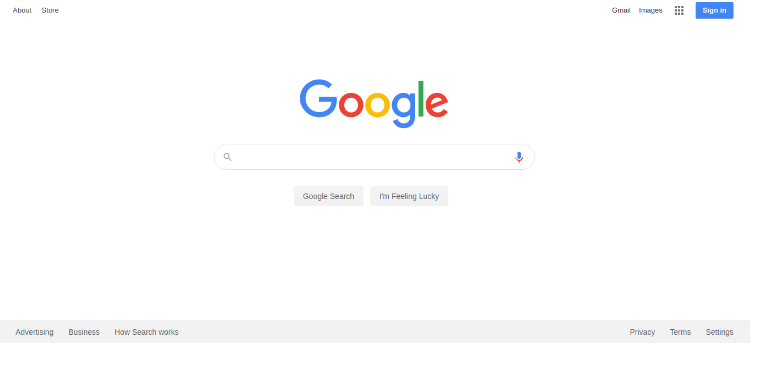 About Store Gmail Images Sign in
Google
Google Search I'm Feeling Lucky
Advertising Business How Search works Privacy Terms Settings